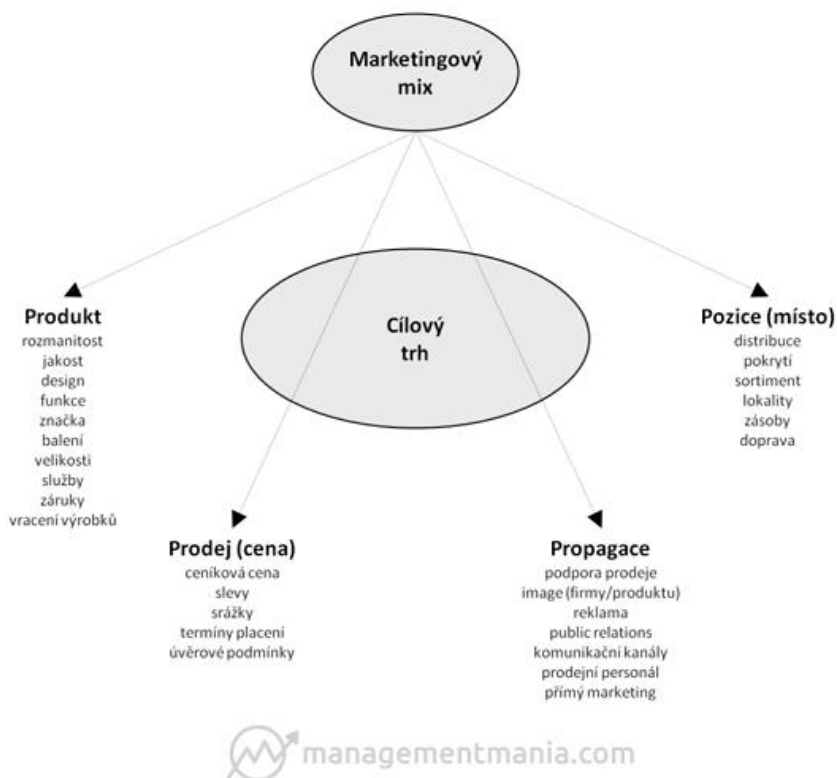 Marketingový
mix
Cílový
trh
Produkt
rozmanitost
jakost
design
funkce
značka
balení
velikosti
služby
záruky
vracení výrobků
Pozice (místo)
distribuce
pokrytí
sortiment
lokality
zásoby
doprava
Prodej (cena)
ceníková cena
slevy
srážky
termíny placení
úvěrové podmínky
Propagace
podpora prodeje
image (firmy/produktu)
reklama
public relations
komunikační kanály
prodejní personál
přímý marketing
managementmania.com